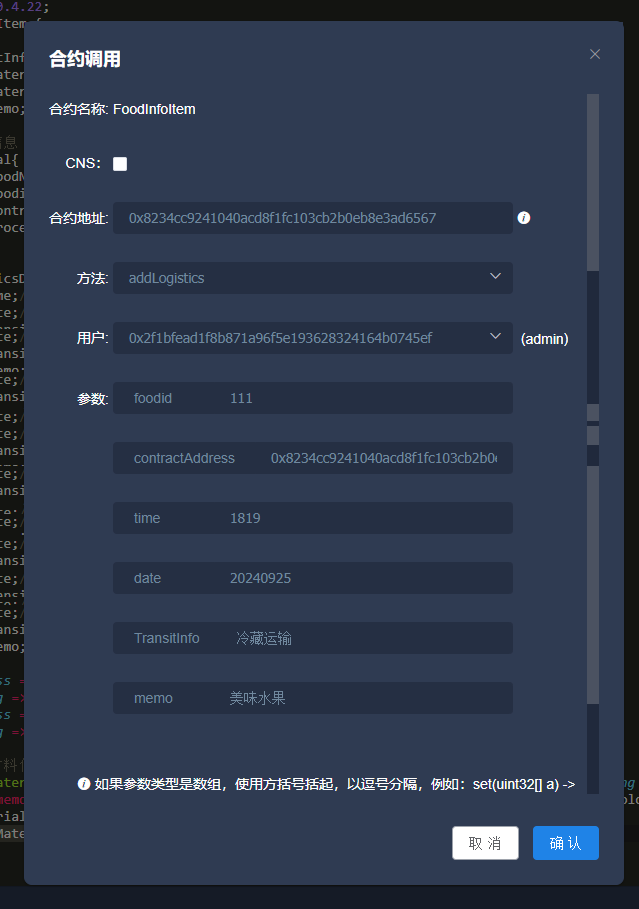 0.4.22;
合约调用
合约名称: FoodInfoItem
CNS:
合约地址: 0x8234cc9241040acd8f1fc103cb2b0eb8e3ad6567
方法: addLogistics
用户: 0x2f1bfead1f8b871a96f5e193628324164b0745ef (admin)
参数: foodid 111
contractAddress 0x8234cc9241040acd8f1fc103cb2b0
time 1819
date 20240925
TransitInfo 冷藏运输
memo 美味水果
如果参数类型是数组，使用方括号括起，以逗号分隔，例如：set(uint32[] a) ->
取 消 确 认